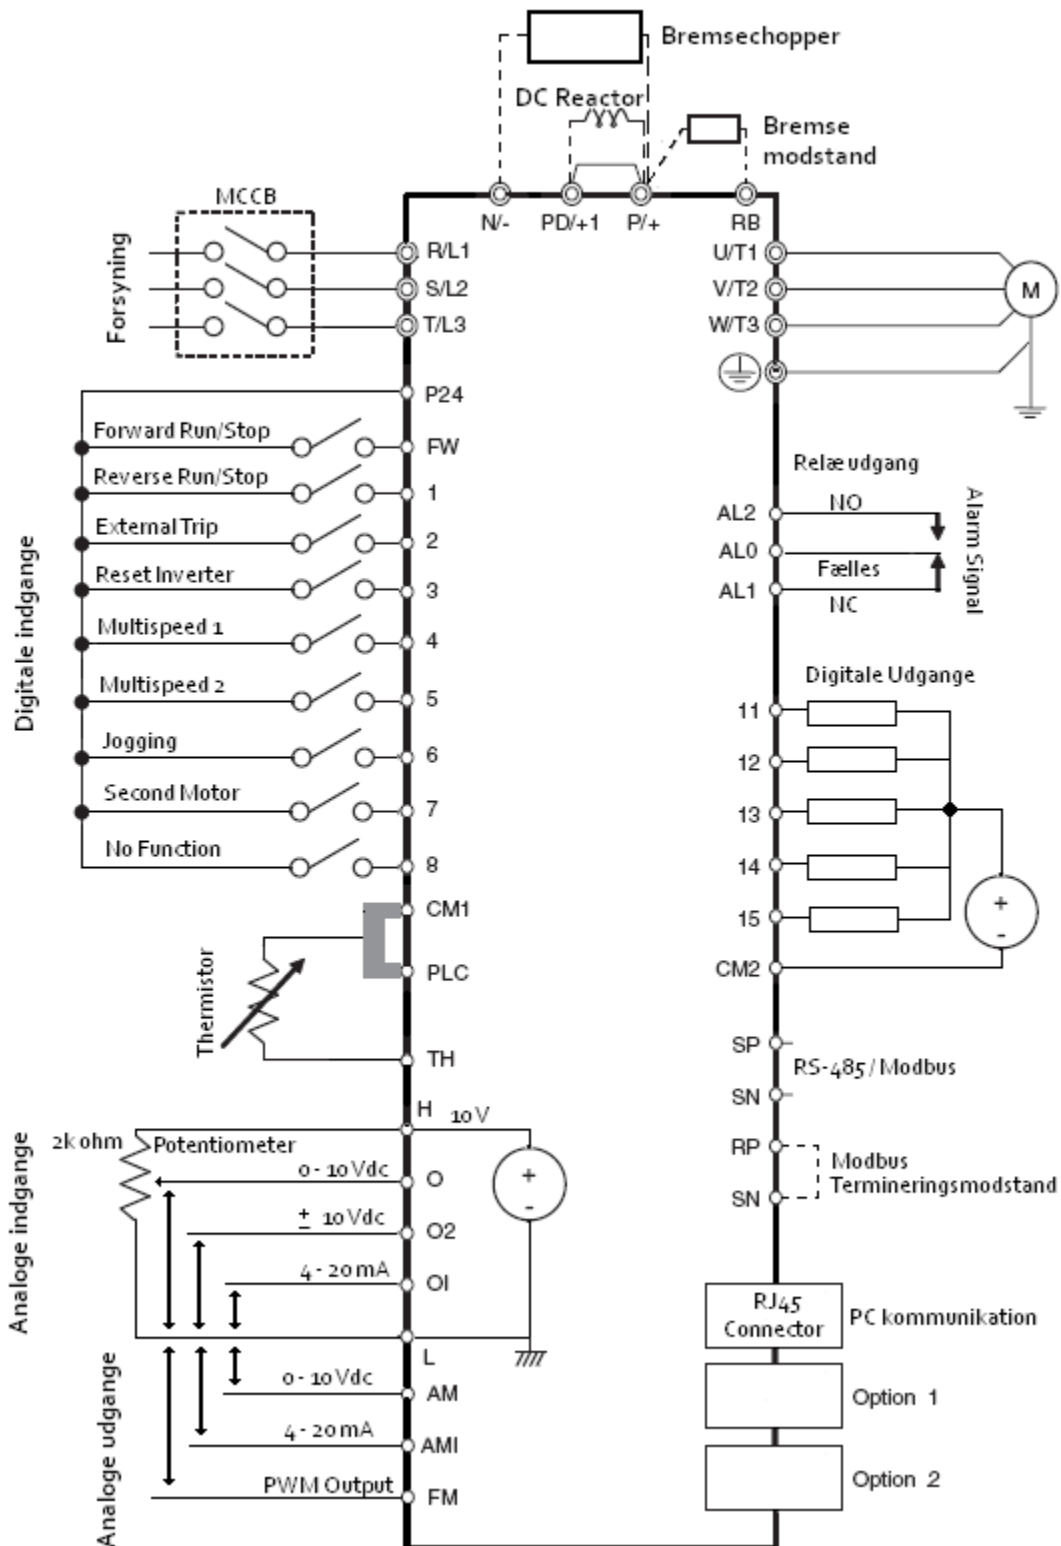 Bremsechopper
DC Reactor
Bremse
modstand
MCCB
N/-
PD/+1
P/+
RB
Forsyning
R/L1
S/L2
T/L3
U/T1
V/T2
W/T3
M
P24
Digitale indgange
Forward Run/Stop
FW
Reverse Run/Stop
1
External Trip
2
Reset Inverter
3
Multispeed 1
4
Multispeed 2
5
Jogging
6
Second Motor
7
No Function
8
Relæ udgang
AL2
NO
AL0
Fælles
AL1
NC
Alarm Signal
Digitale Udgange
11
12
13
14
15
+
-
CM2
CM1
PLC
Thermistor
TH
SP
RS-485 / Modbus
SN
RP
Modbus
Termineringsmodstand
SN
H
10 V
Analoge indgange
2k ohm
Potentiometer
0 - 10 Vdc
O
+
-
± 10 Vdc
O2
4 - 20 mA
OI
L
Analoge udgange
0 - 10 Vdc
AM
4 - 20 mA
AMI
PWM Output
FM
RJ45
Connector
PC kommunikation
Option 1
Option 2